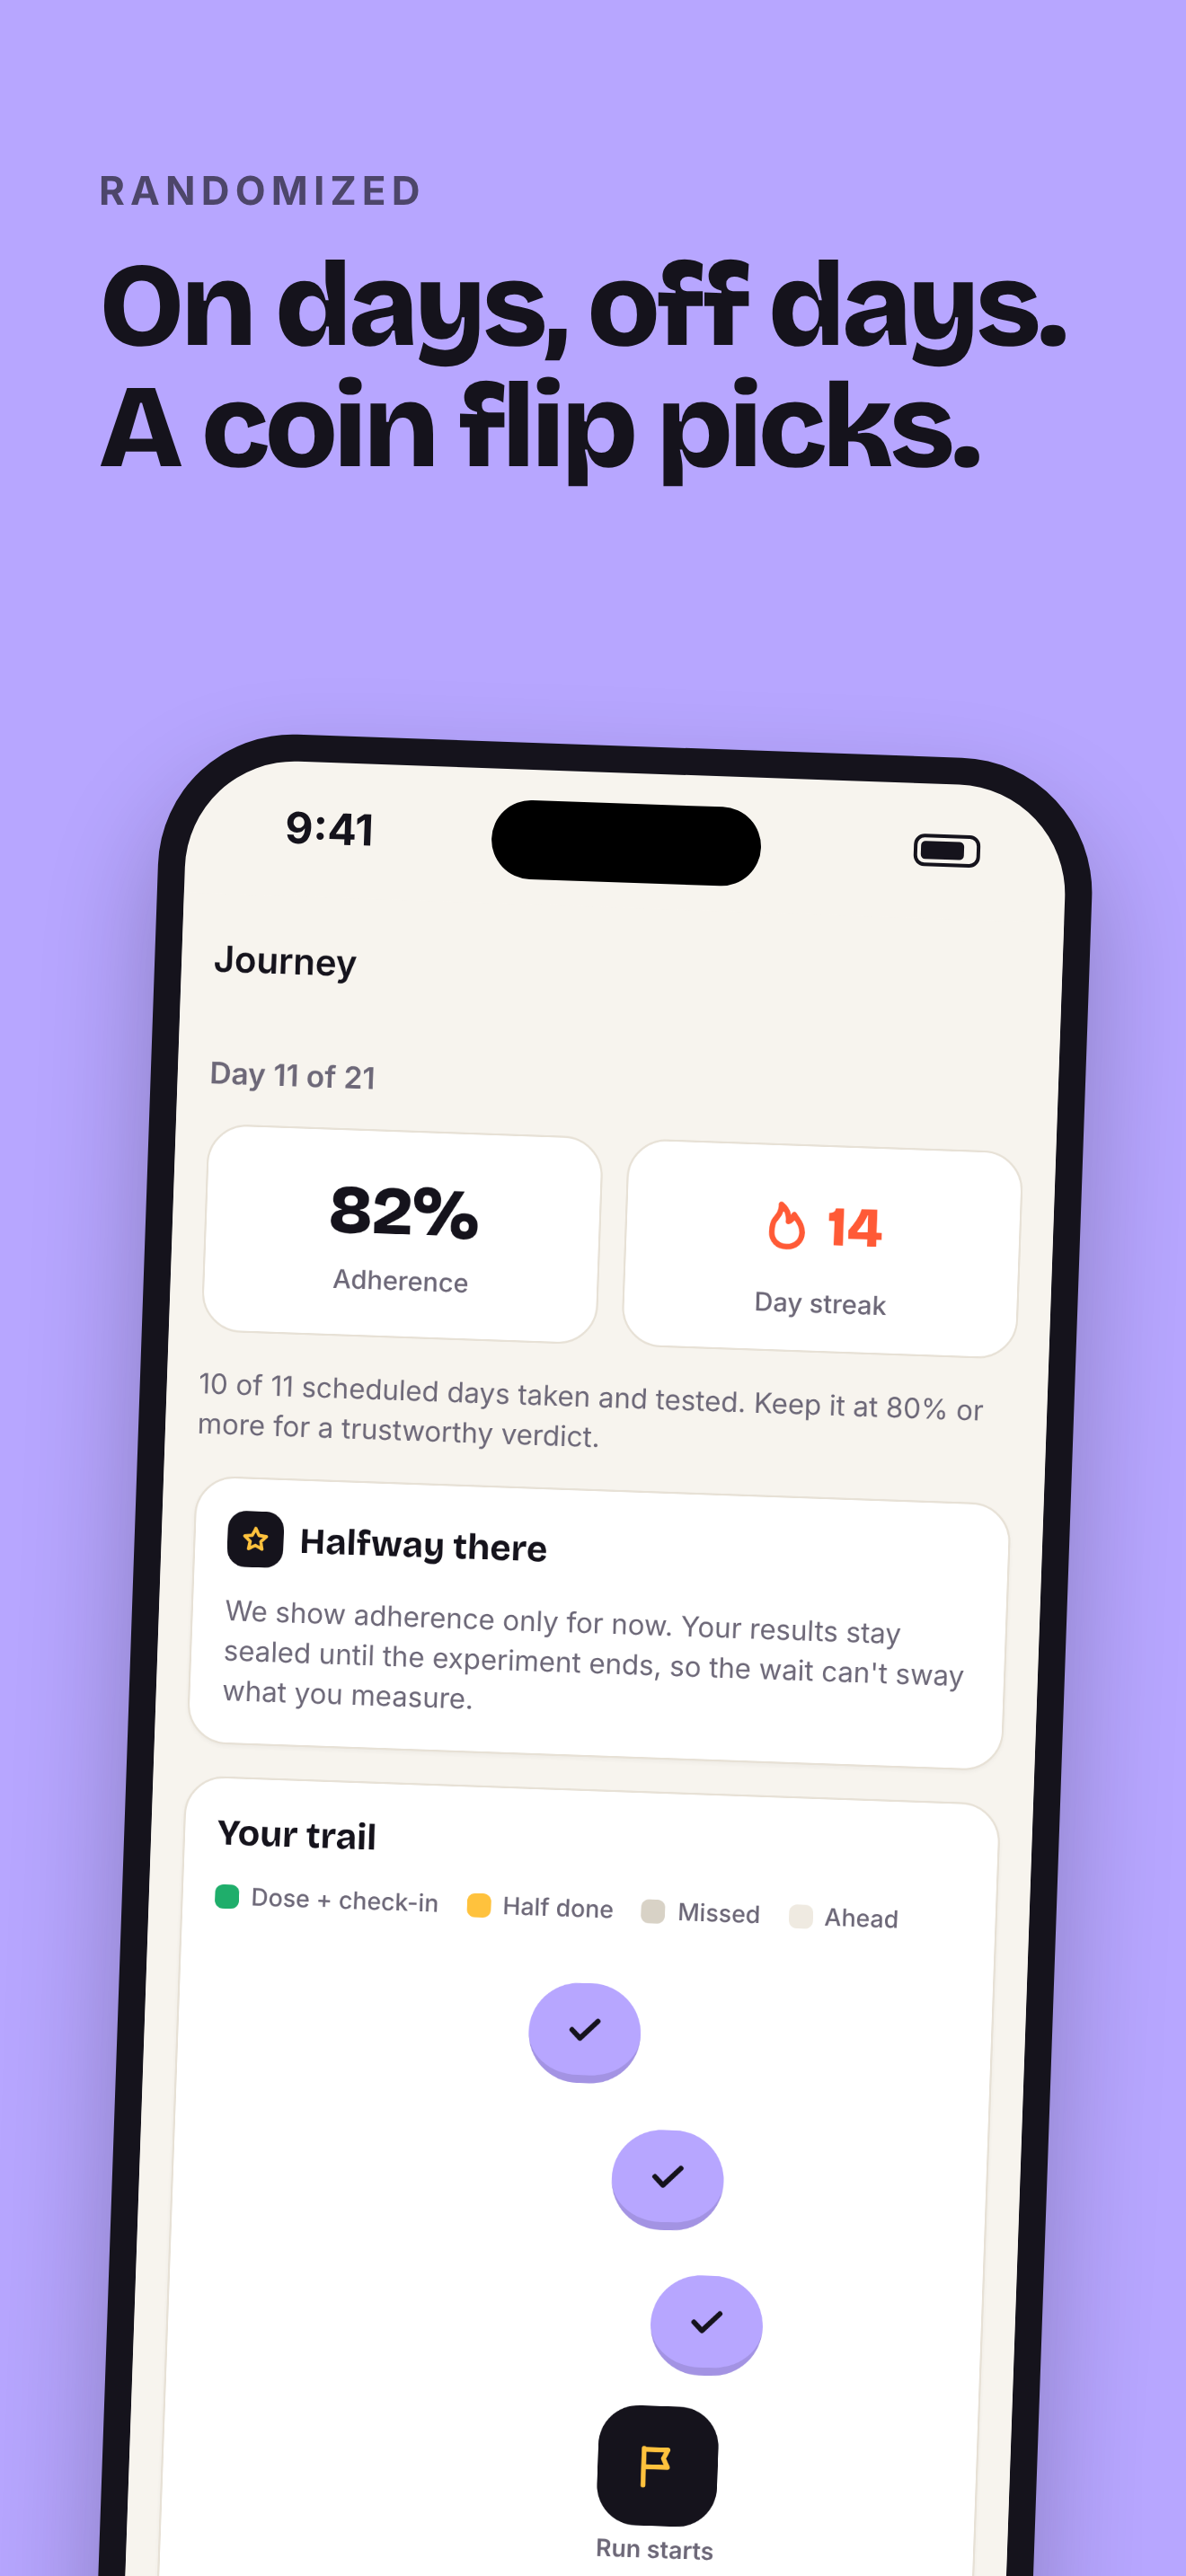 RANDOMIZED
On days, off days.
A coin flip picks.
9:41
Journey
Day 11 of 21
82%
Adherence
14
Day streak
10 of 11 scheduled days taken and tested. Keep it at 80% or
more for a trustworthy verdict.
Halfway there
We show adherence only for now. Your results stay
sealed until the experiment ends, so the wait can't sway
what you measure.
Your trail
Dose + check-in Half done Missed Ahead
Run starts